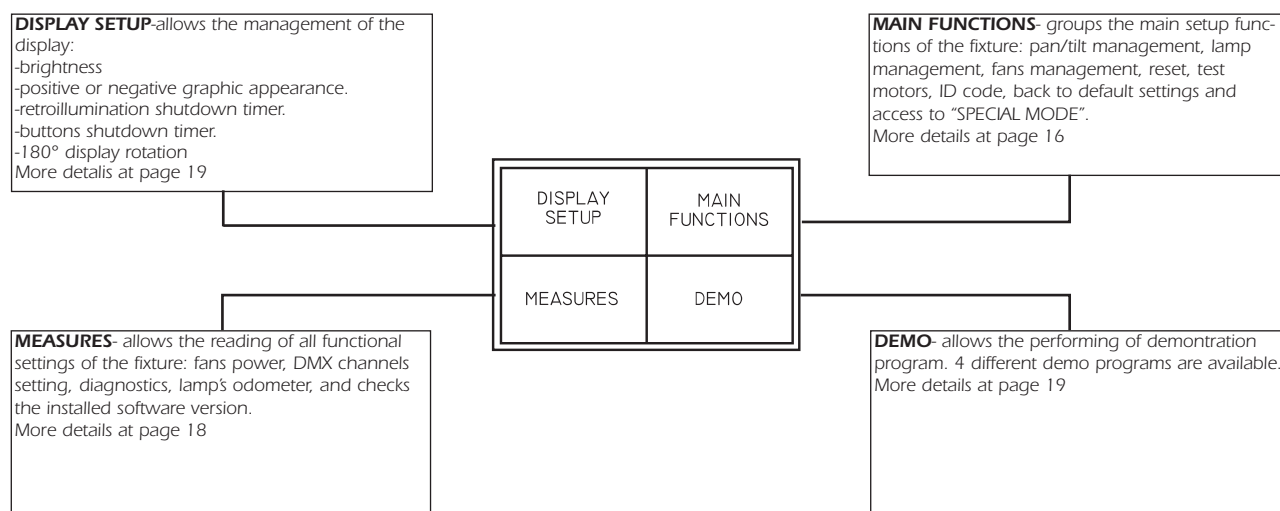 DISPLAY SETUP-allows the management of the
display:
-brightness
-positive or negative graphic appearance.
-retroillumination shutdown timer.
-buttons shutdown timer.
-180° display rotation
More detalis at page 19
MAIN FUNCTIONS- groups the main setup func-
tions of the fixture: pan/tilt management, lamp
management, fans management, reset, test
motors, ID code, back to default settings and
access to “SPECIAL MODE”.
More details at page 16
DISPLAY
SETUP
MAIN
FUNCTIONS
MEASURES
DEMO
MEASURES- allows the reading of all functional
settings of the fixture: fans power, DMX channels
setting, diagnostics, lamp’s odometer, and checks
the installed software version.
More details at page 18
DEMO- allows the performing of demontration
program. 4 different demo programs are available.
More details at page 19